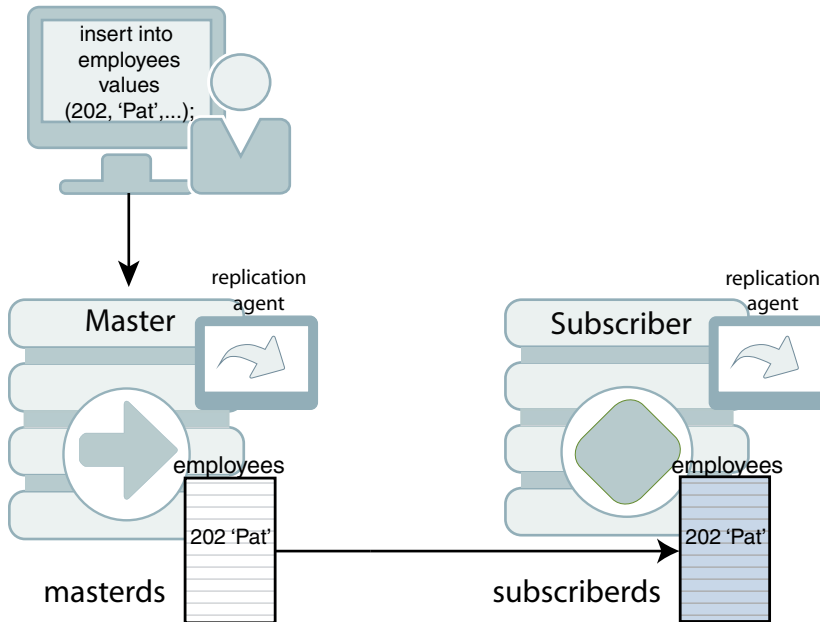 insert into
employees
values
(202, ‘Pat’,...);
replication
agent
Master
employees
202 ‘Pat’
masterds
replication
agent
Subscriber
employees
202 ‘Pat’
subscriberds